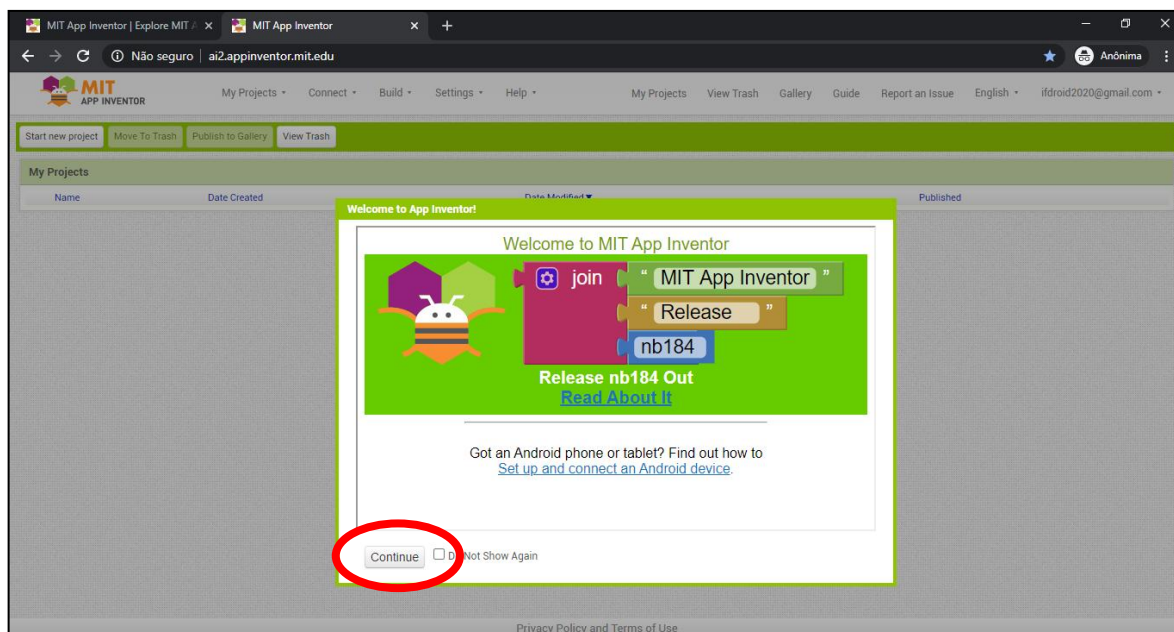 MIT App Inventor | Explore MIT A
MIT App Inventor
Não seguro | ai2.appinventor.mit.edu
Anônima
MIT
APP INVENTOR
My Projects Connect Build Settings Help My Projects View Trash Gallery Guide Report an Issue English ifdroid2020@gmail.com
Start new project Move To Trash Publish to Gallery View Trash
My Projects
Name Date Created Date Modified Published
Welcome to App Inventor!
Welcome to MIT App Inventor
join " MIT App Inventor "
" Release "
nb184
Release nb184 Out
Read About It
Got an Android phone or tablet? Find out how to
Set up and connect an Android device.
Continue Do Not Show Again
Privacy Policy and Terms of Use